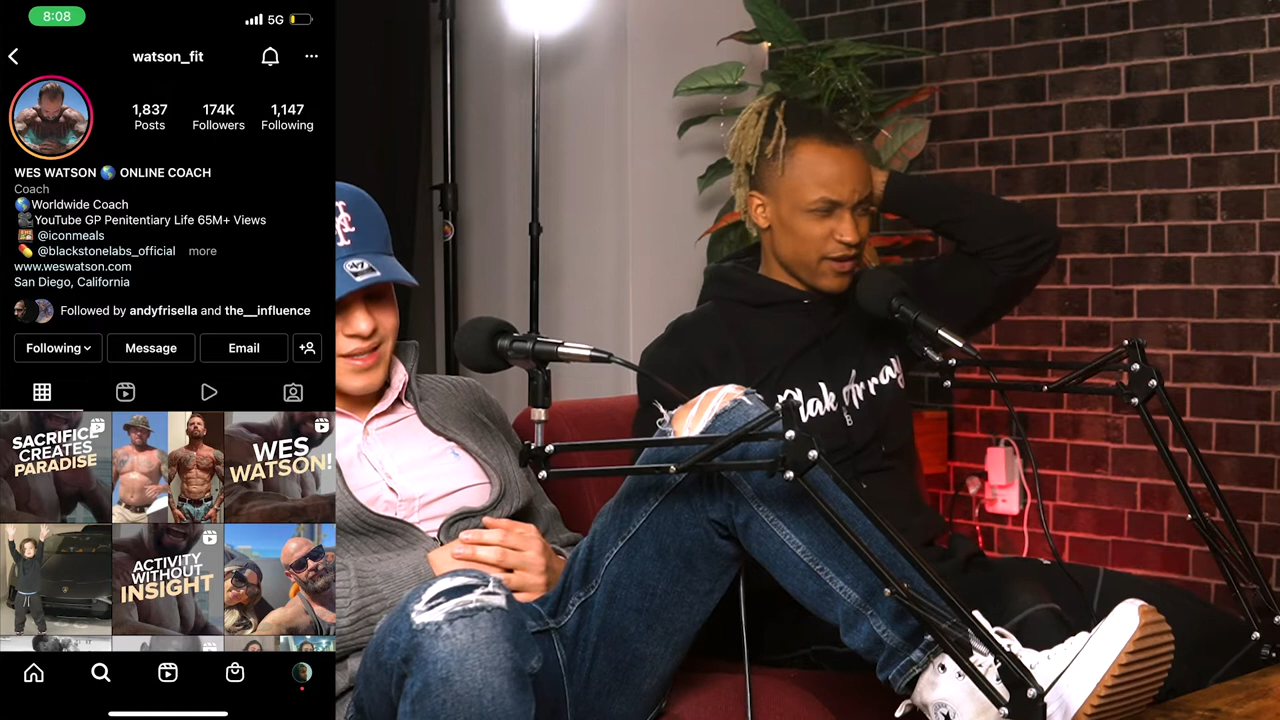 8:08
5G
watson_fit
1,837
Posts
174K
Followers
1,147
Following
WES WATSON 🌎 ONLINE COACH
Coach
🌎Worldwide Coach
🎥YouTube GP Penitentiary Life 65M+ Views
🍱 @iconmeals
💊 @blackstonelabs_official more
www.weswatson.com
San Diego, California
Followed by andyfrisella and the__influence
Following
Message
Email
SACRIFICE
CREATES
PARADISE
WES
WATSON!
ACTIVITY
WITHOUT
INSIGHT
'47
lak Array